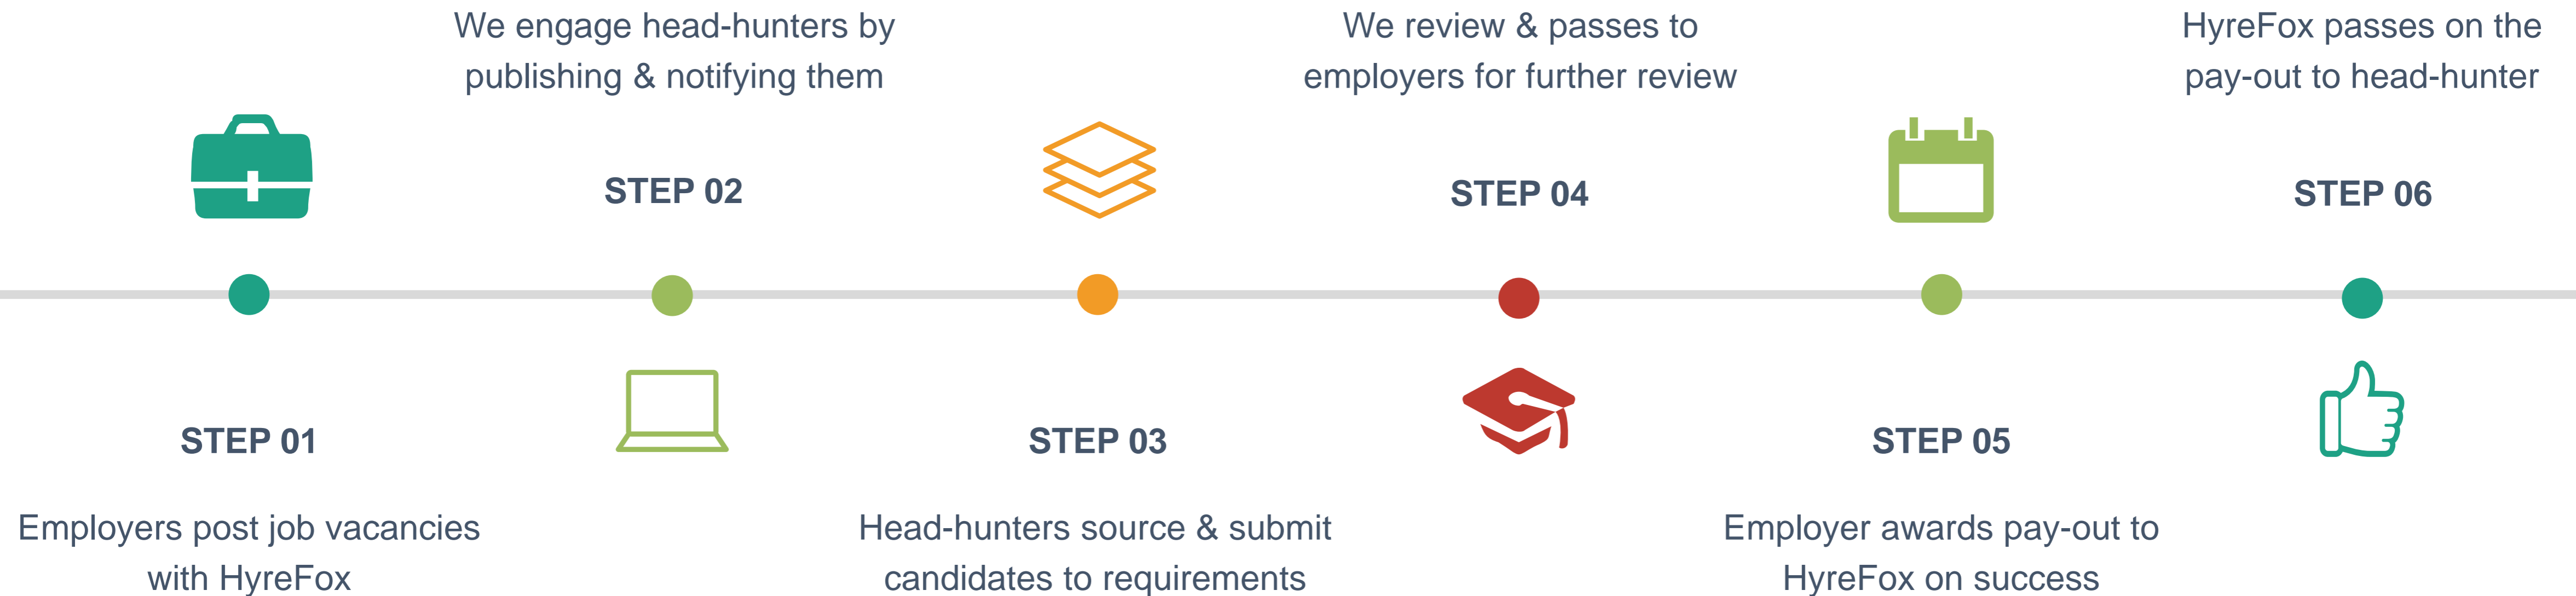 STEP 01
Employers post job vacancies
with HyreFox
We engage head-hunters by
publishing & notifying them
STEP 02
STEP 03
Head-hunters source & submit
candidates to requirements
We review & passes to
employers for further review
STEP 04
STEP 05
Employer awards pay-out to
HyreFox on success
HyreFox passes on the
pay-out to head-hunter
STEP 06